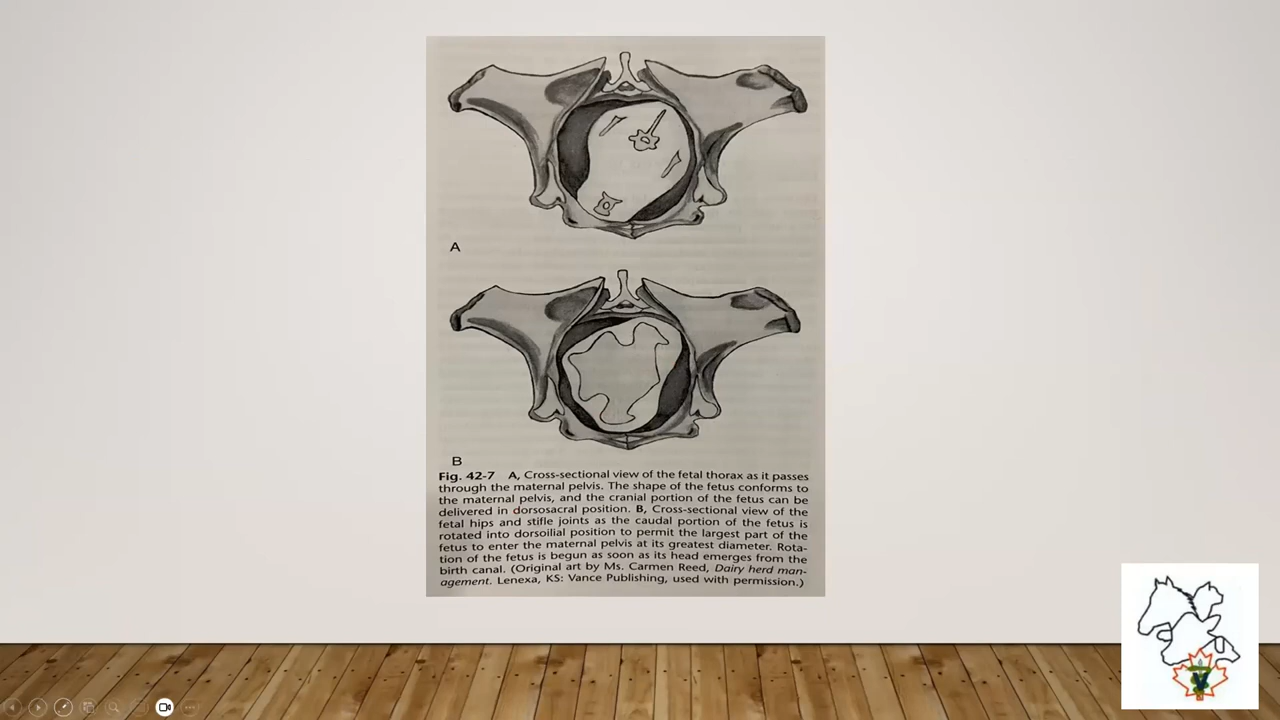 A
B
Fig. 42-7 A, Cross-sectional view of the fetal thorax as it passes
through the maternal pelvis. The shape of the fetus conforms to
the maternal pelvis, and the cranial portion of the fetus can be
delivered in dorsosacral position. B, Cross-sectional view of the
fetal hips and stifle joints as the caudal portion of the fetus is
rotated into dorsoilial position to permit the largest part of the
fetus to enter the maternal pelvis at its greatest diameter. Rota-
tion of the fetus is begun as soon as its head emerges from the
birth canal. (Original art by Ms. Carmen Reed, Dairy herd man-
agement. Lenexa, KS: Vance Publishing, used with permission.)
V